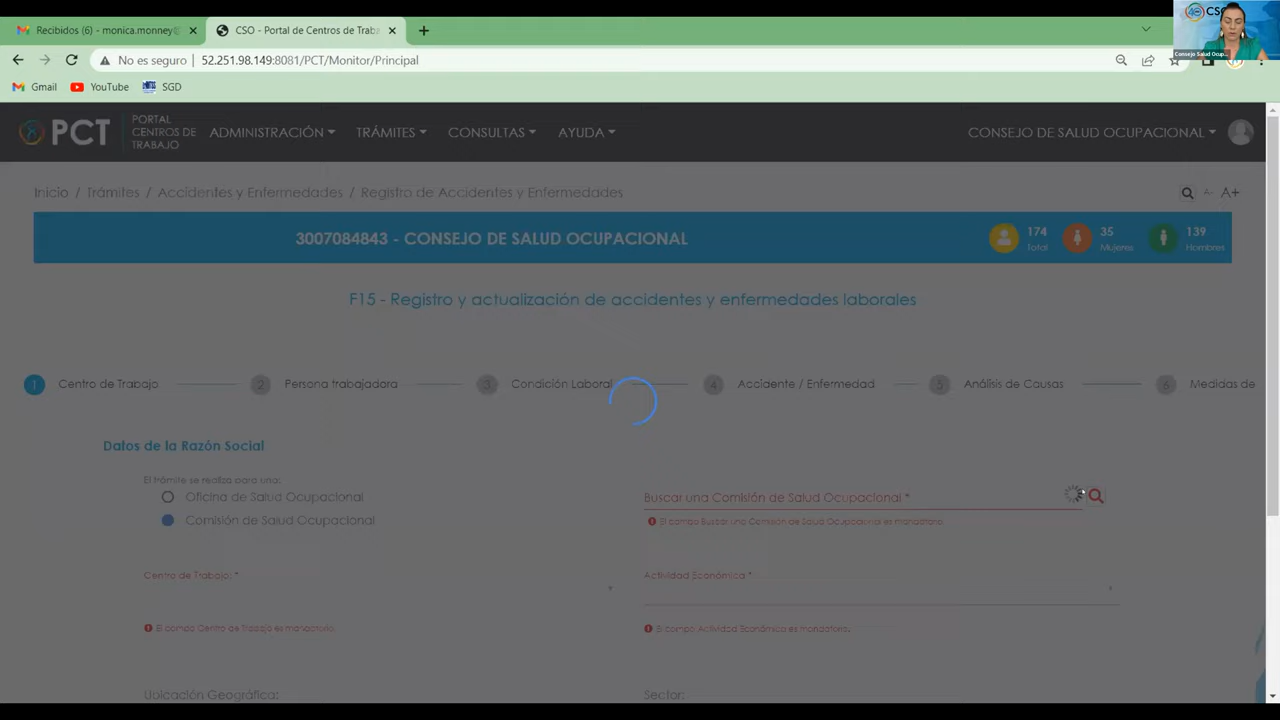 Recibidos (6) - monica.monney@
CSO - Portal de Centros de Traba
No es seguro
52.251.98.149:8081/PCT/Monitor/Principal
Gmail
YouTube
SGD
CSO
Consejo Salud Ocup...
PCT
PORTAL
CENTROS DE
TRABAJO
ADMINISTRACIÓN
TRÁMITES
CONSULTAS
AYUDA
CONSEJO DE SALUD OCUPACIONAL
Inicio / Trámites / Accidentes y Enfermedades / Registro de Accidentes y Enfermedades
A-
A+
3007084843 - CONSEJO DE SALUD OCUPACIONAL
174
Total
35
Mujeres
139
Hombres
F15 - Registro y actualización de accidentes y enfermedades laborales
1 Centro de Trabajo
2 Persona trabajadora
3 Condición Laboral
4 Accidente / Enfermedad
5 Análisis de Causas
6 Medidas de
Datos de la Razón Social
El trámite se realiza para una:
Oficina de Salud Ocupacional
Comisión de Salud Ocupacional
Buscar una Comisión de Salud Ocupacional *
El campo Buscar una Comisión de Salud Ocupacional es mandatorio.
Centro de Trabajo: *
Actividad Económica *
El campo Centro de Trabajo es mandatorio.
El campo Actividad Económica es mandatorio.
Ubicación Geográfica:
Sector: